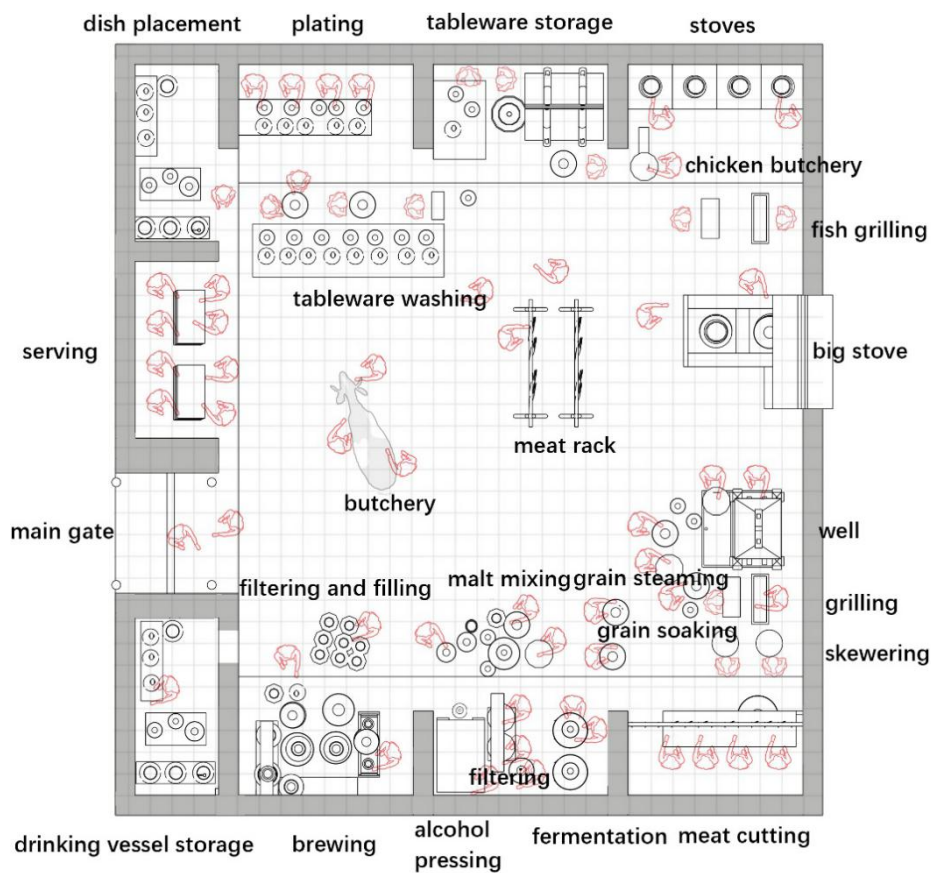 dish placement
plating
tableware storage
stoves
chicken butchery
fish grilling
tableware washing
serving
big stove
meat rack
butchery
main gate
well
filtering and filling
malt mixing
grain steaming
grilling
grain soaking
skewering
filtering
drinking vessel storage
brewing
alcohol
pressing
fermentation
meat cutting